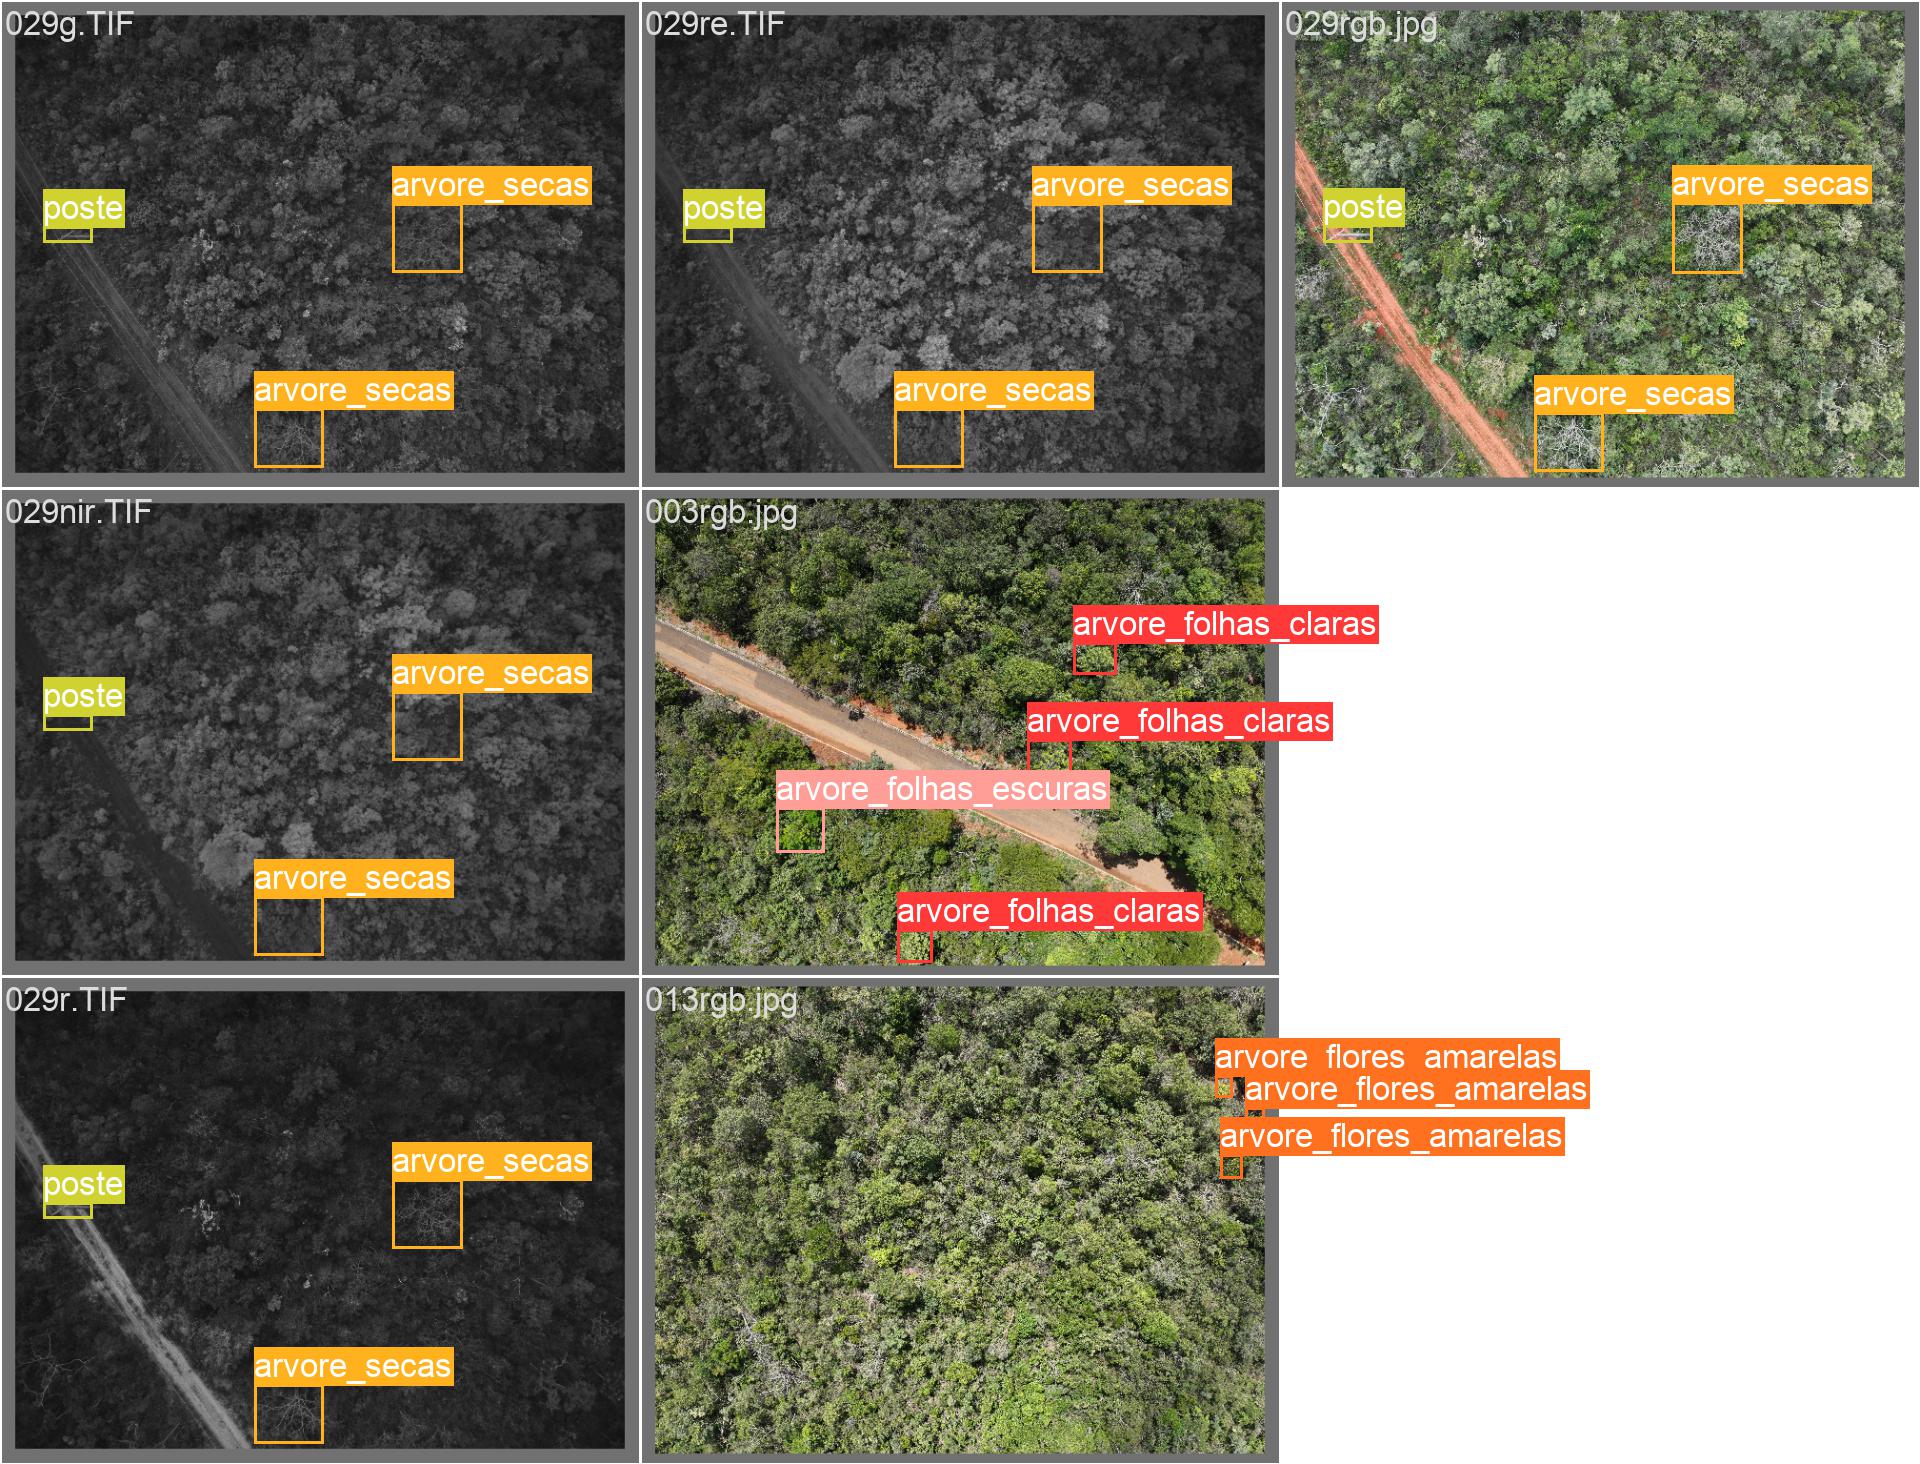 029g.TIF
arvore_secas
poste
arvore_secas
029re.TIF
arvore_secas
poste
arvore_secas
029rgb.jpg
arvore_secas
poste
arvore_secas
029nir.TIF
arvore_secas
poste
arvore_secas
003rgb.jpg
arvore_folhas_claras
arvore_folhas_claras
arvore_folhas_escuras
arvore_folhas_claras
029r.TIF
arvore_secas
poste
arvore_secas
013rgb.jpg
arvore_flores_amarelas
arvore_flores_amarelas
arvore_flores_amarelas